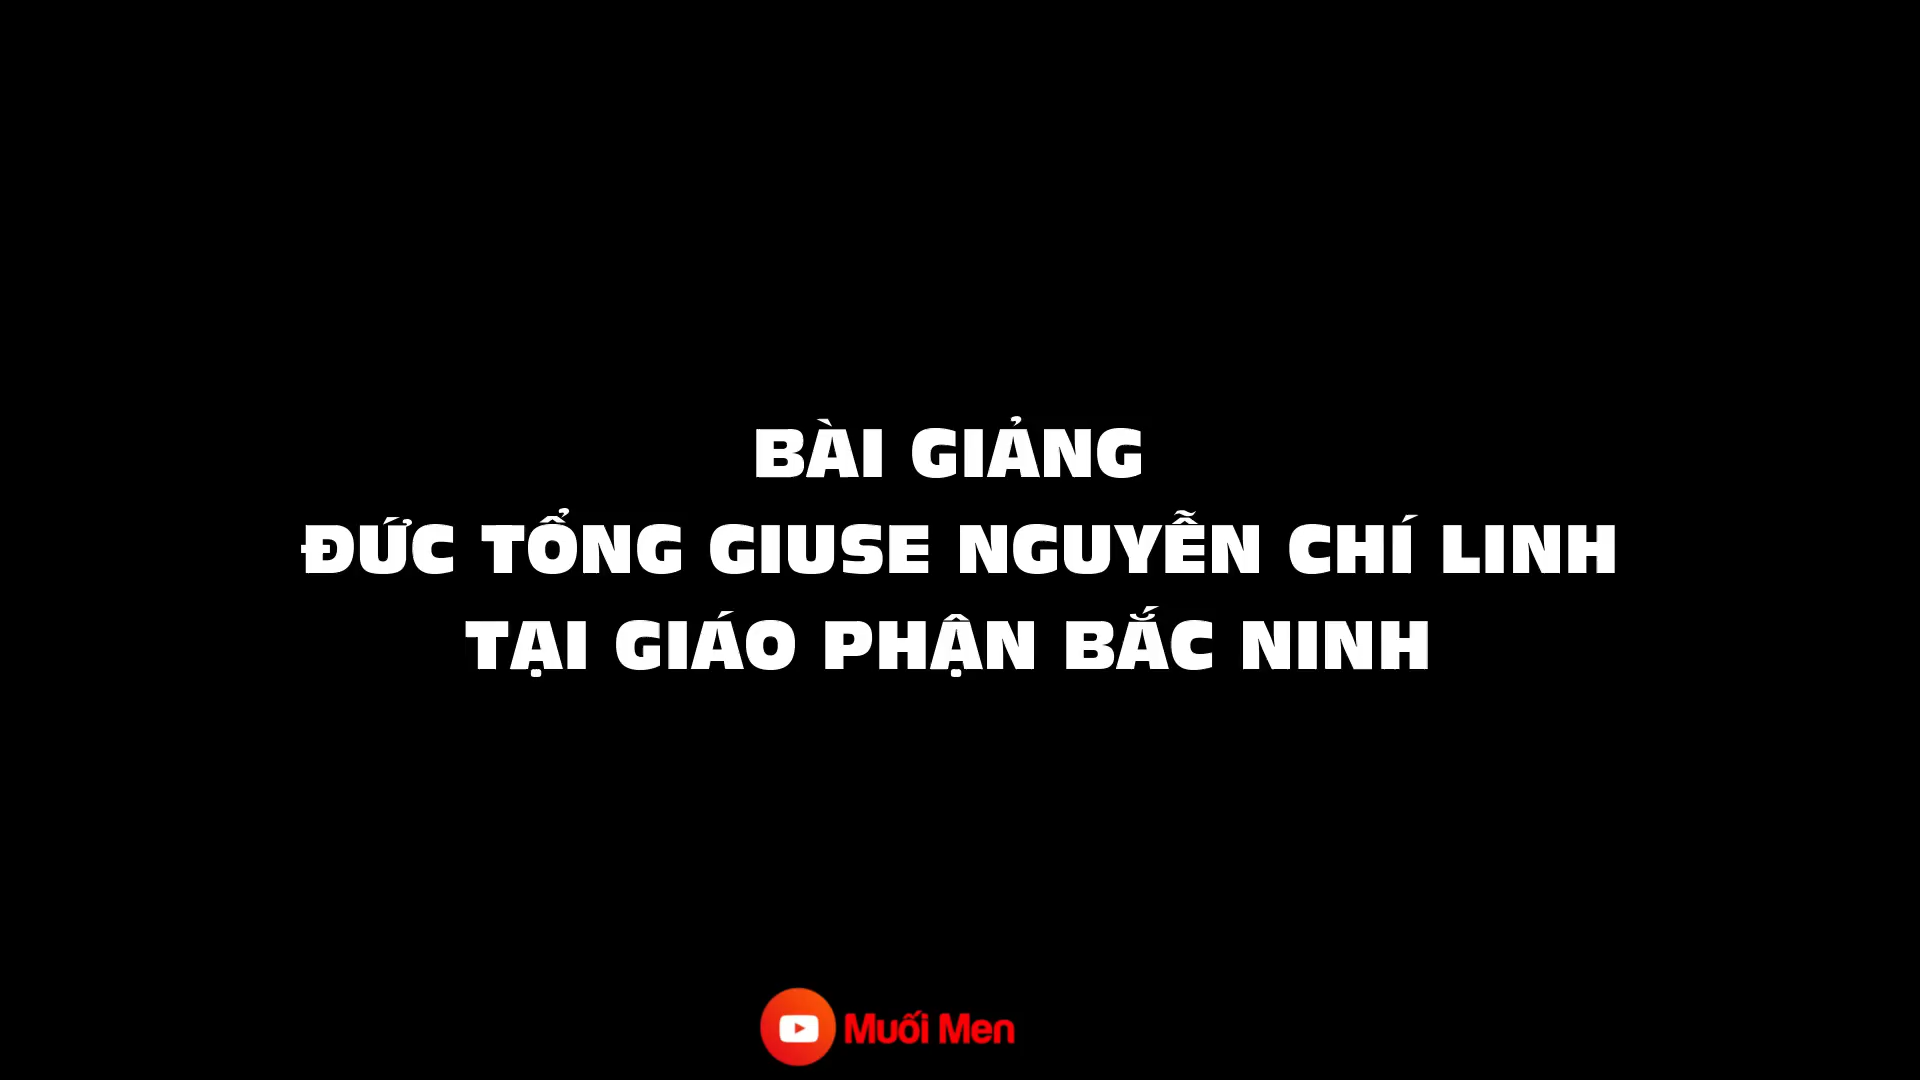 BÀI GIẢNG
ĐỨC TỔNG GIUSE NGUYỄN CHÍ LINH
TẠI GIÁO PHẬN BẮC NINH
Muối Men